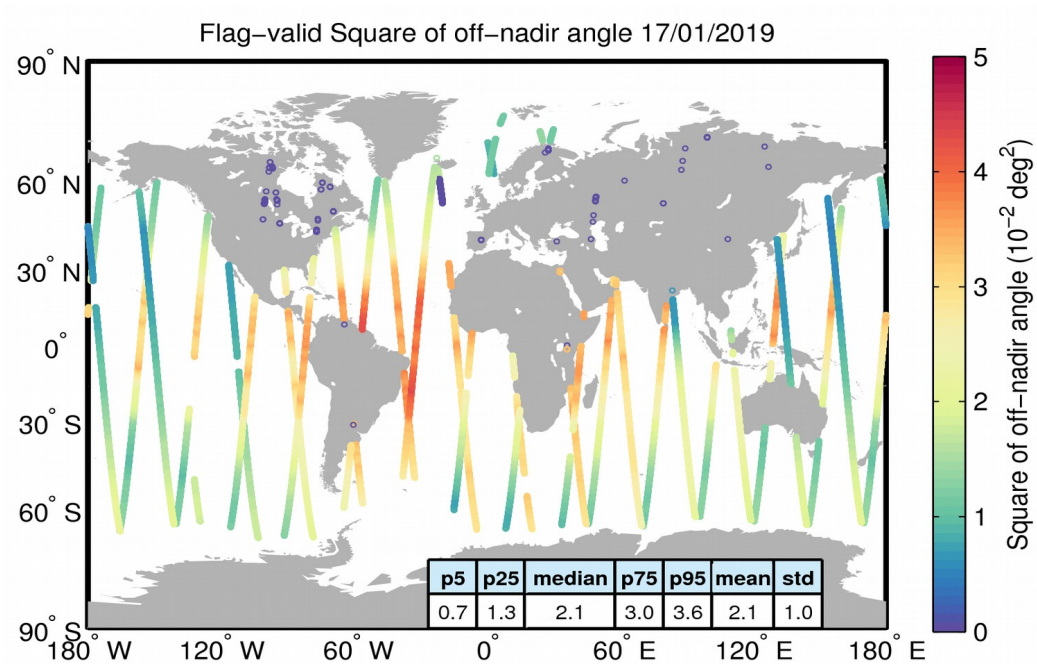 Flag-valid Square of off-nadir angle 17/01/2019
90° N
60° N
30° N
0°
30° S
60° S
90° S
180° W
120° W
60° W
0°
60° E
120° E
180° E
5
4
3
2
1
0
Square of off-nadir angle (10⁻² deg²)
p5 p25 median p75 p95 mean std
0.7 1.3 2.1 3.0 3.6 2.1 1.0